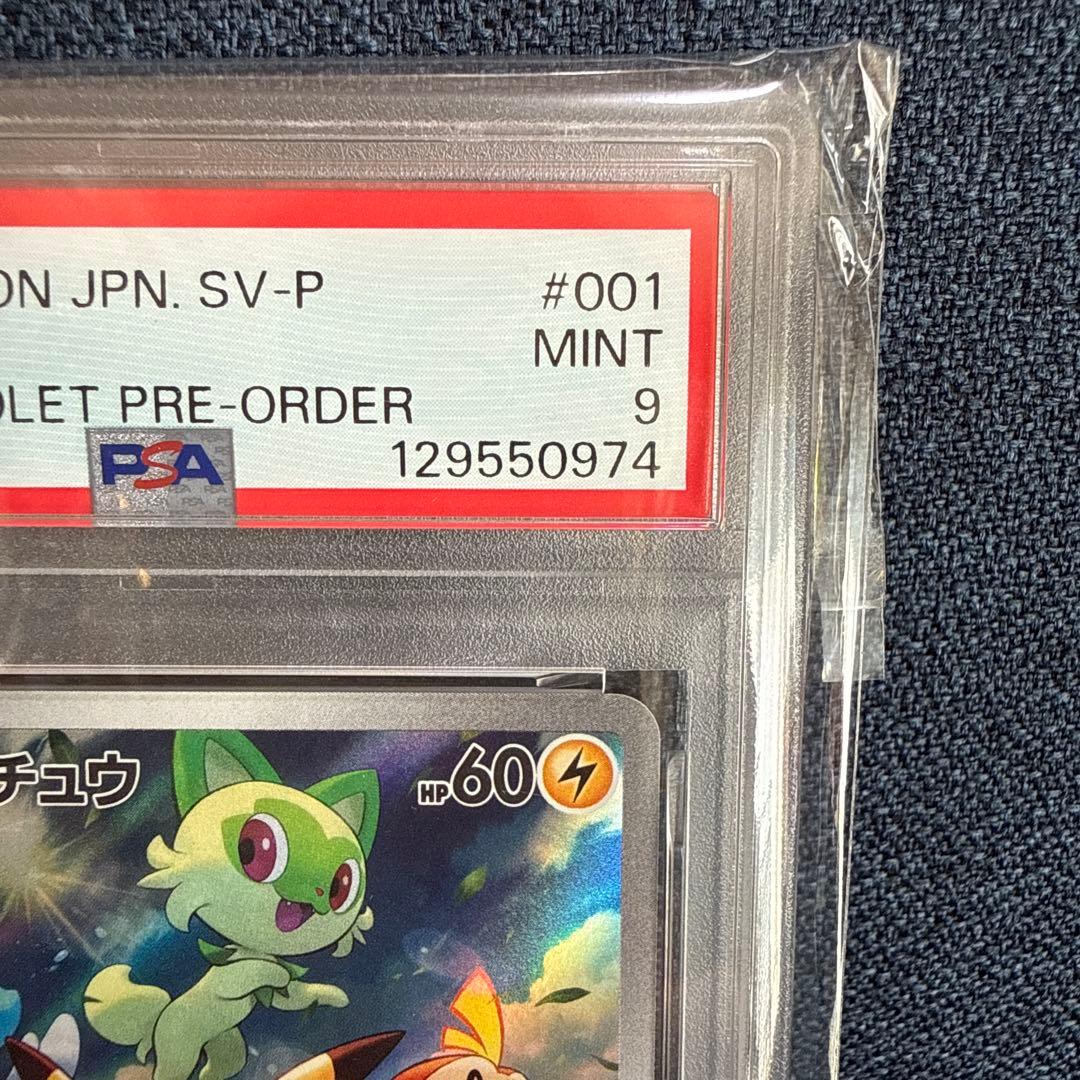 ON JPN. SV-P #001
MINT
OLET PRE-ORDER 9
PSA 129550974
チュウ HP60